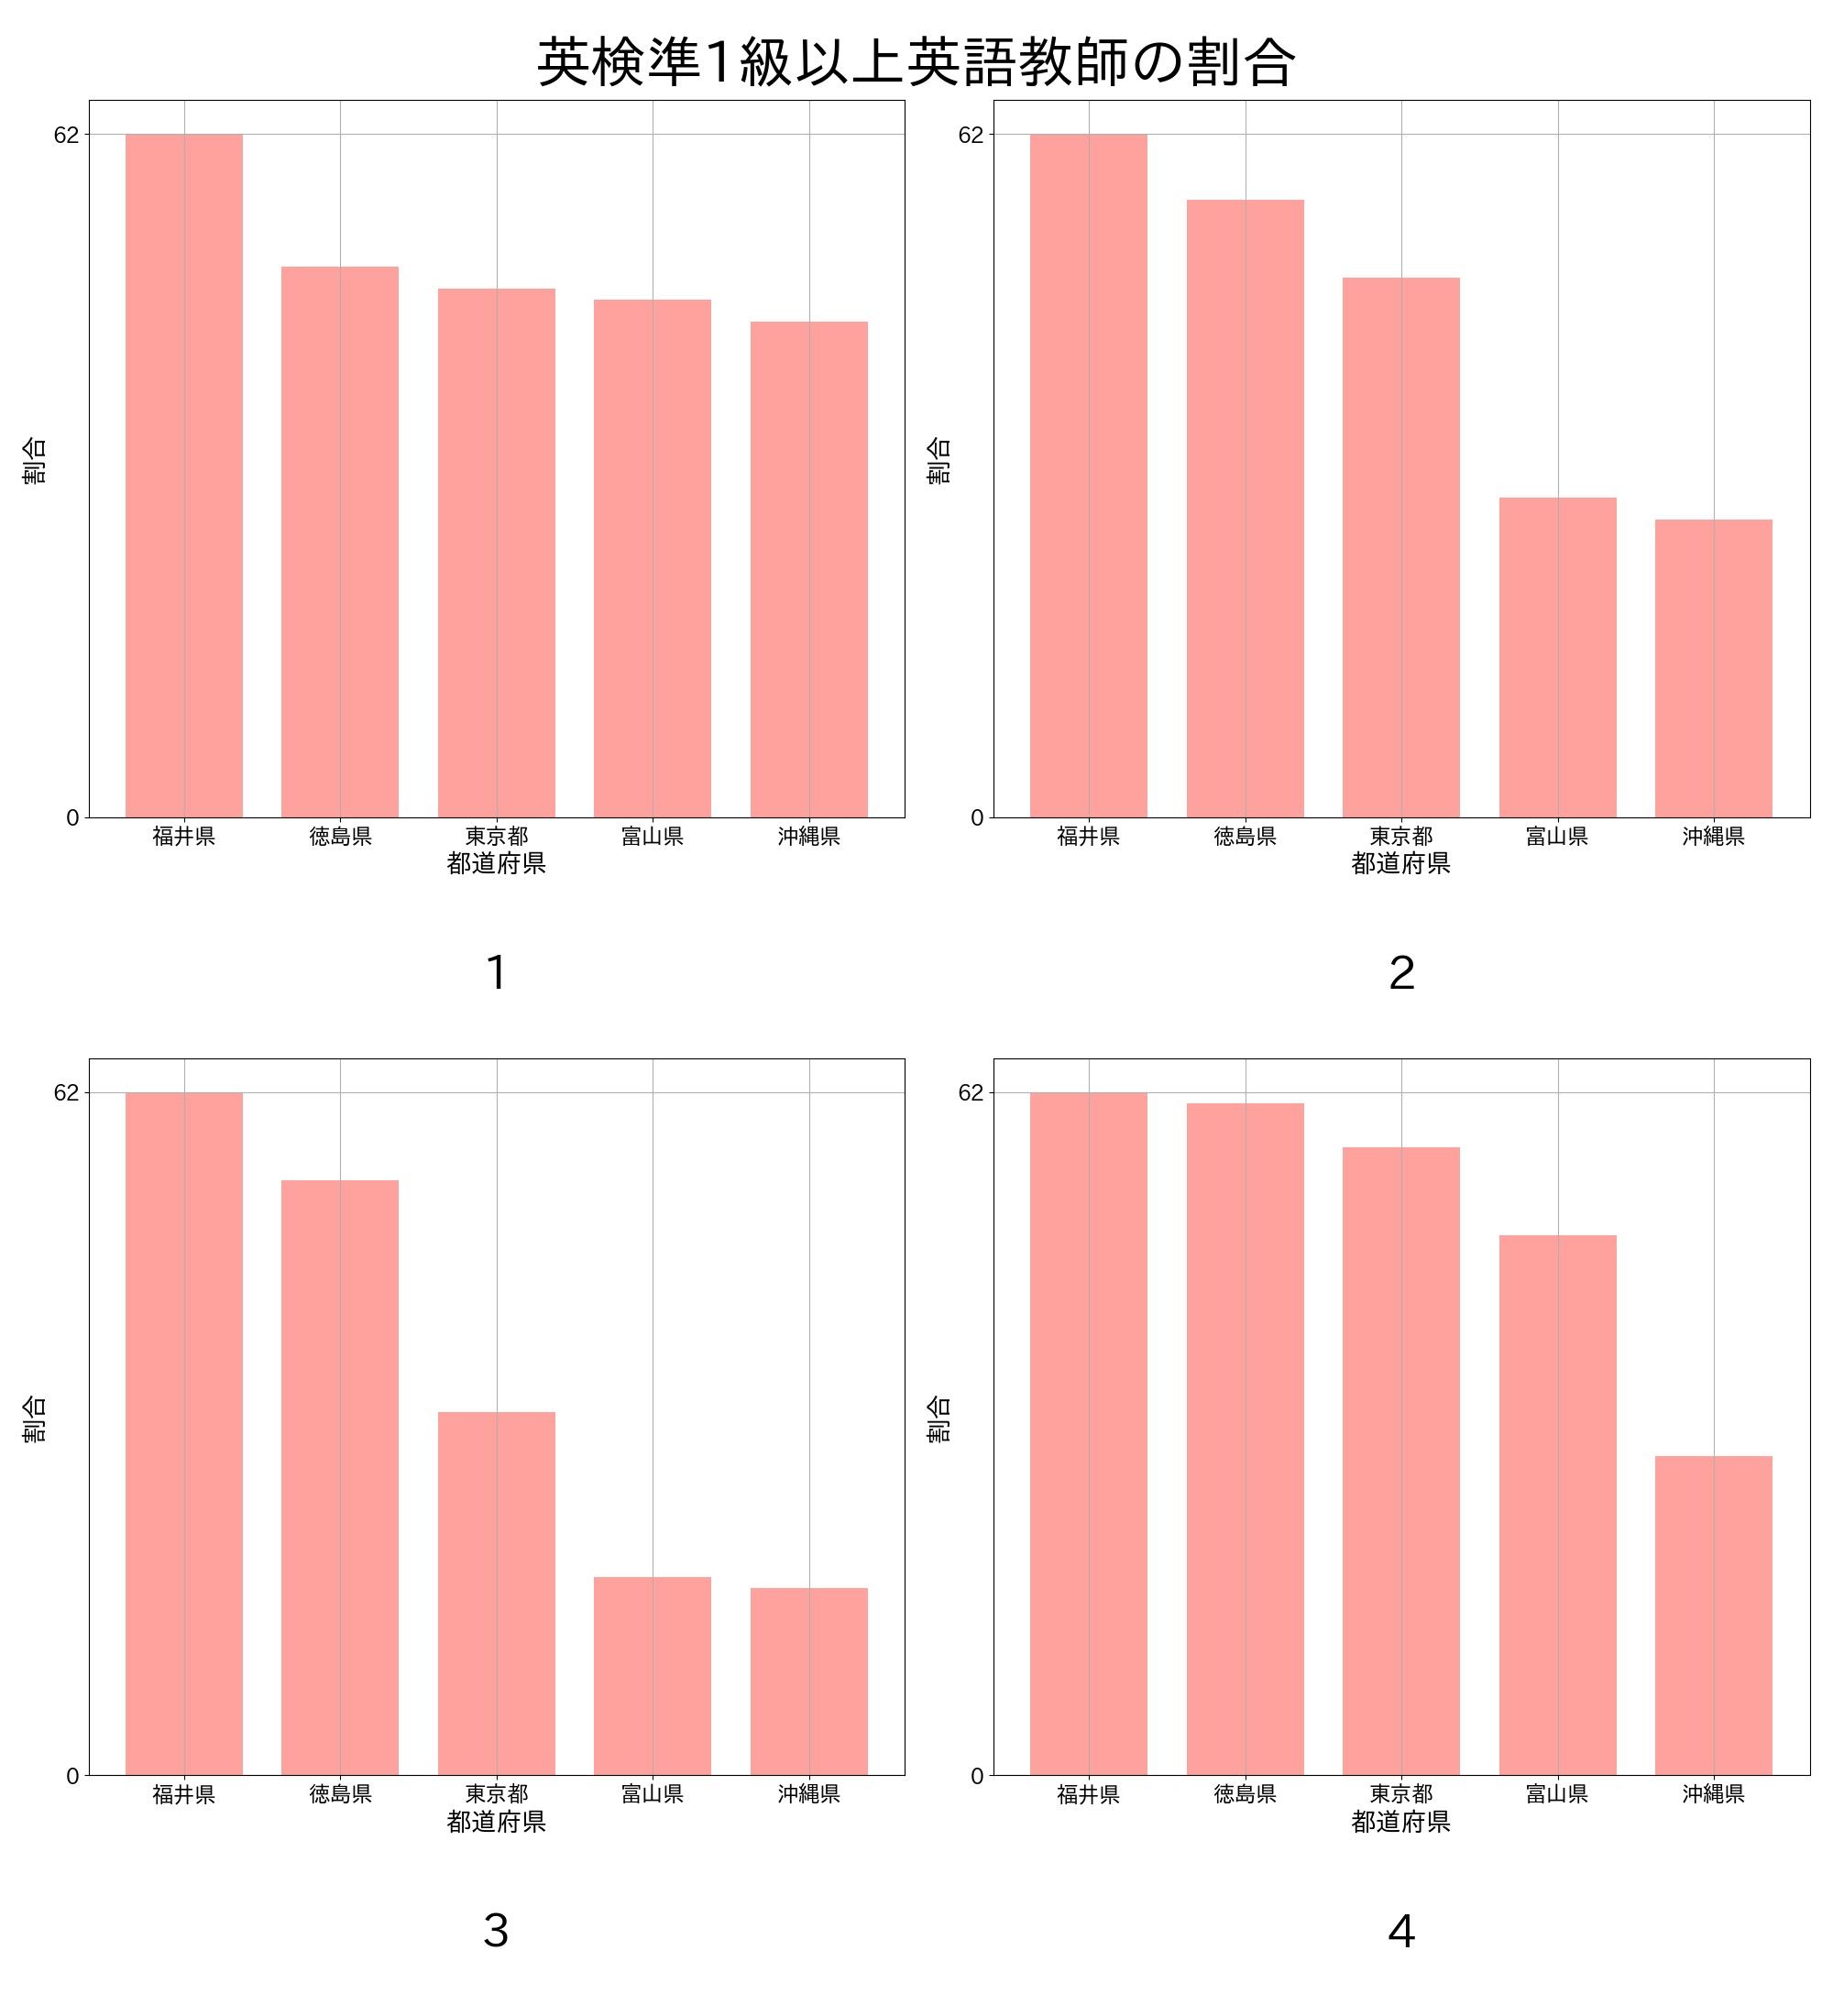 英検準1級以上英語教師の割合
62
0
割合
福井県 徳島県 東京都 富山県 沖縄県
都道府県
1
62
0
割合
福井県 徳島県 東京都 富山県 沖縄県
都道府県
2
62
0
割合
福井県 徳島県 東京都 富山県 沖縄県
都道府県
3
62
0
割合
福井県 徳島県 東京都 富山県 沖縄県
都道府県
4